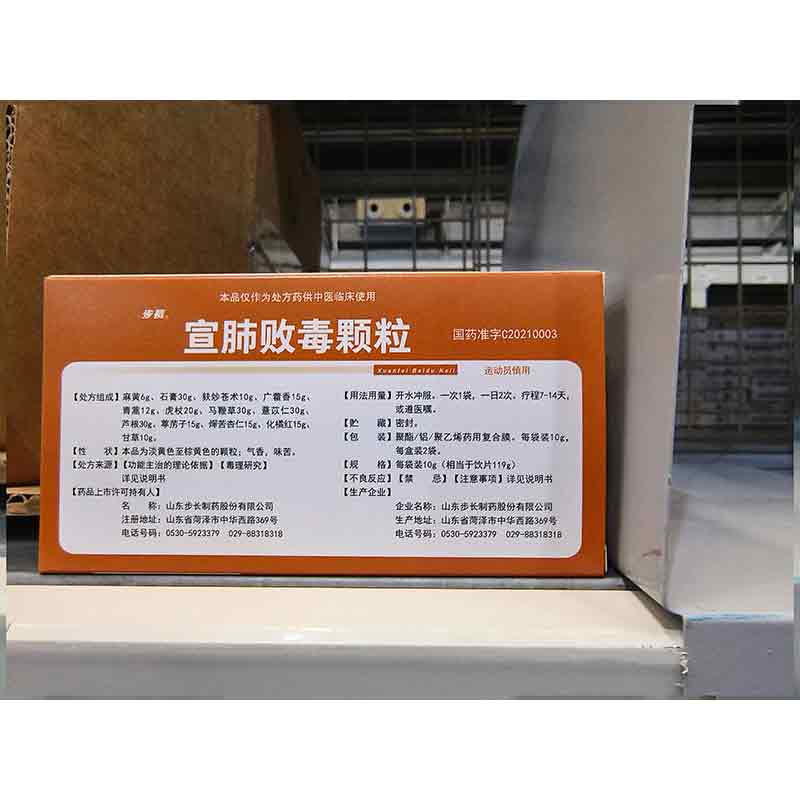 本品仅作为处方药供中医临床使用
步长
宣肺败毒颗粒
国药准字C20210003
Xuanfei Baidu Keli
运动员慎用
【处方组成】麻黄6g、石膏30g、麸炒苍术10g、广藿香15g、
青蒿12g、虎杖20g、马鞭草30g、薏苡仁30g、
芦根30g、葶苈子15g、燀苦杏仁15g、化橘红15g、
甘草10g。
【性　状】本品为淡黄色至棕黄色的颗粒；气香，味苦。
【处方来源】【功能主治的理论依据】【毒理研究】
详见说明书
【药品上市许可持有人】
名　称：山东步长制药股份有限公司
注册地址：山东省菏泽市中华西路369号
电话号码：0530-5923379　029-88318318
【用法用量】开水冲服。一次1袋，一日2次。疗程7-14天，
或遵医嘱。
【贮　藏】密封。
【包　装】聚酯/铝/聚乙烯药用复合膜。每袋装10g，
每盒装2袋。
【规　格】每袋装10g（相当于饮片119g）
【不良反应】【禁　忌】【注意事项】详见说明书
【生产企业】
企业名称：山东步长制药股份有限公司
生产地址：山东省菏泽市中华西路369号
电话号码：0530-5923379　029-88318318